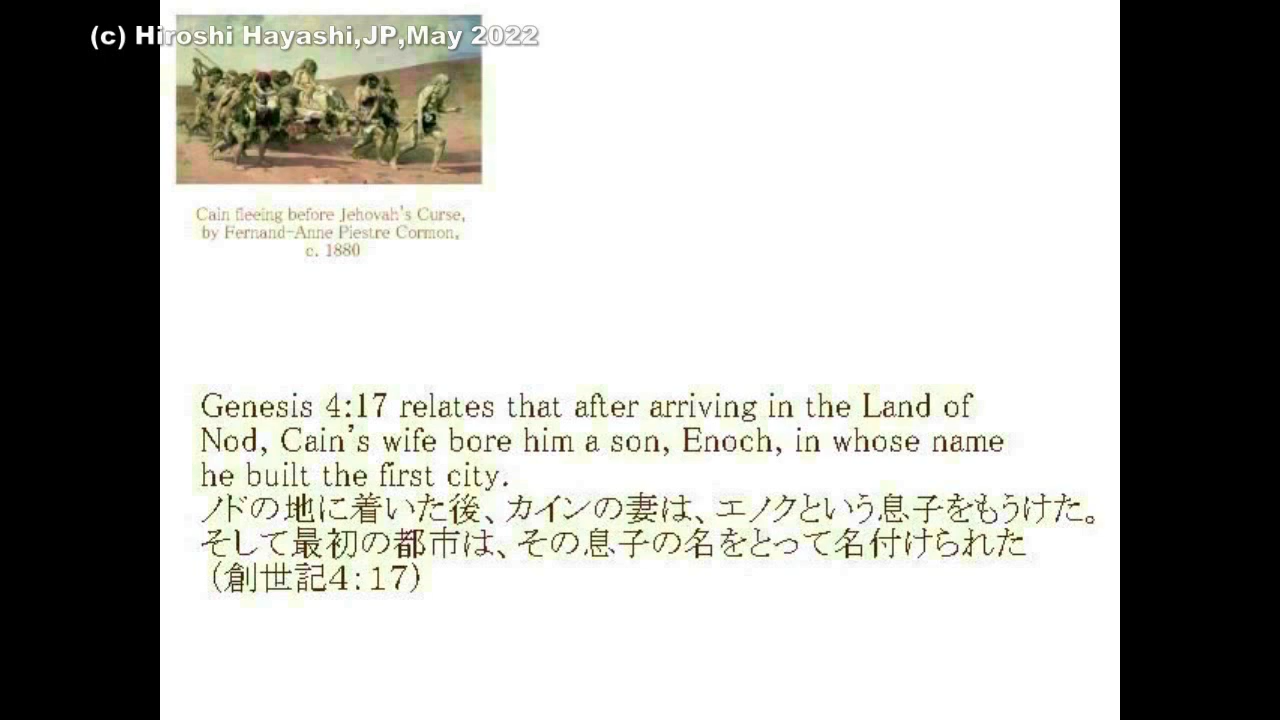 (c) Hiroshi Hayashi,JP,May 2022
Cain fleeing before Jehovah's Curse,
by Fernand-Anne Piestre Cormon,
c. 1880
Genesis 4:17 relates that after arriving in the Land of
Nod, Cain's wife bore him a son, Enoch, in whose name
he built the first city.
ノドの地に着いた後、カインの妻は、エノクという息子をもうけた。
そして最初の都市は、その息子の名をとって名付けられた
（創世記4：17）